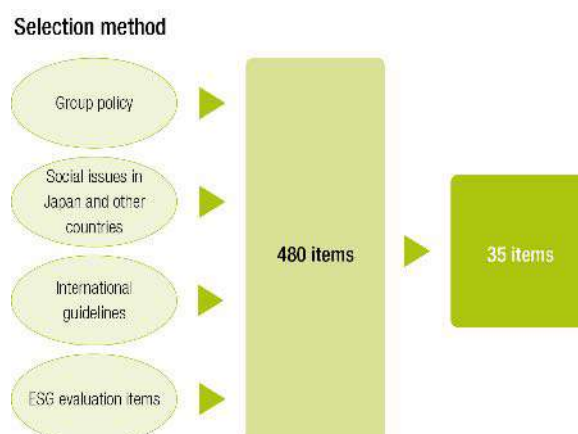 Selection method
Group policy
Social issues in
Japan and other
countries
International
guidelines
ESG evaluation items
480 items
35 items